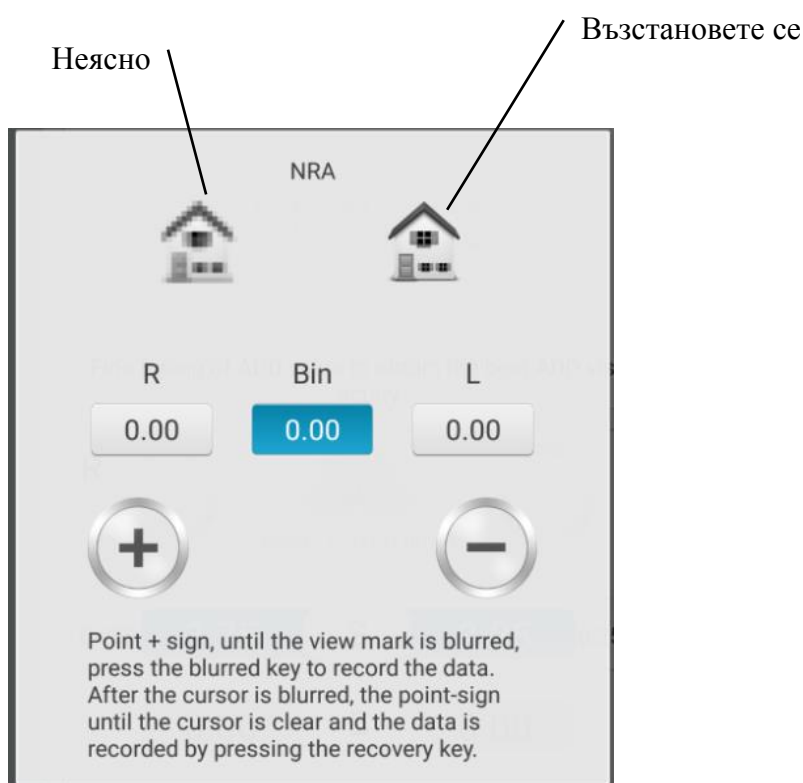 Възстановете се
Неясно
NRA
R Bin L
0.00 0.00 0.00
Point + sign, until the view mark is blurred,
press the blurred key to record the data.
After the cursor is blurred, the point-sign
until the cursor is clear and the data is
recorded by pressing the recovery key.